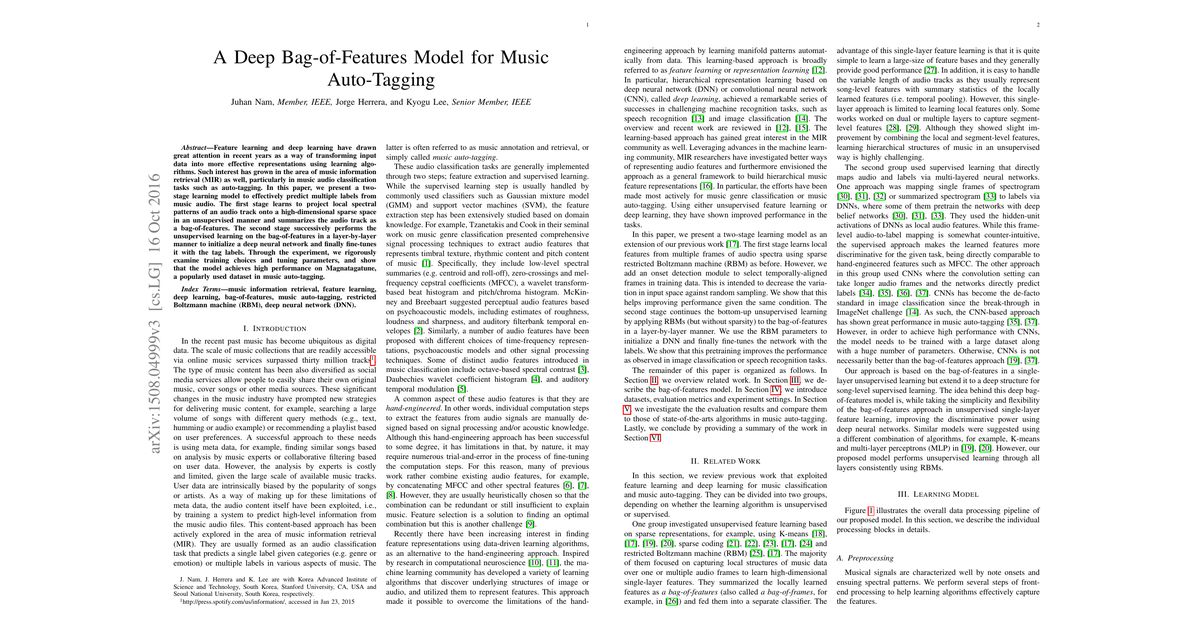 1
A Deep Bag-of-Features Model for Music
Auto-Tagging
Juhan Nam, Member, IEEE, Jorge Herrera, and Kyogu Lee, Senior Member, IEEE
arXiv:1508.04999v3 [cs.LG] 16 Oct 2016
Abstract—Feature learning and deep learning have drawn
great attention in recent years as a way of transforming input
data into more effective representations using learning algo-
rithms. Such interest has grown in the area of music information
retrieval (MIR) as well, particularly in music audio classification
tasks such as auto-tagging. In this paper, we present a two-
stage learning model to effectively predict multiple labels from
music audio. The first stage learns to project local spectral
patterns of an audio track onto a high-dimensional sparse space
in an unsupervised manner and summarizes the audio track as
a bag-of-features. The second stage successively performs the
unsupervised learning on the bag-of-features in a layer-by-layer
manner to initialize a deep neural network and finally fine-tunes
it with the tag labels. Through the experiment, we rigorously
examine training choices and tuning parameters, and show
that the model achieves high performance on Magnatagatune,
a popularly used dataset in music auto-tagging.
Index Terms—music information retrieval, feature learning,
deep learning, bag-of-features, music auto-tagging, restricted
Boltzmann machine (RBM), deep neural network (DNN).
I. INTRODUCTION
In the recent past music has become ubiquitous as digital
data. The scale of music collections that are readily accessible
via online music services surpassed thirty million tracks1.
The type of music content has been also diversified as social
media services allow people to easily share their own original
music, cover songs or other media sources. These significant
changes in the music industry have prompted new strategies
for delivering music content, for example, searching a large
volume of songs with different query methods (e.g., text,
humming or audio example) or recommending a playlist based
on user preferences. A successful approach to these needs
is using meta data, for example, finding similar songs based
on analysis by music experts or collaborative filtering based
on user data. However, the analysis by experts is costly
and limited, given the large scale of available music tracks.
User data are intrinsically biased by the popularity of songs
or artists. As a way of making up for these limitations of
meta data, the audio content itself have been exploited, i.e.,
by training a system to predict high-level information from
the music audio files. This content-based approach has been
actively explored in the area of music information retrieval
(MIR). They are usually formed as an audio classification
task that predicts a single label given categories (e.g. genre or
emotion) or multiple labels in various aspects of music. The
J. Nam, J. Herrera and K. Lee are with Korea Advanced Institute of
Science and Technology, South Korea, Stanford University, CA, USA and
Seoul National University, South Korea, respectively.
1http://press.spotify.com/us/information/, accessed in Jan 23, 2015
latter is often referred to as music annotation and retrieval, or
simply called music auto-tagging.
These audio classification tasks are generally implemented
through two steps; feature extraction and supervised learning.
While the supervised learning step is usually handled by
commonly used classifiers such as Gaussian mixture model
(GMM) and support vector machines (SVM), the feature
extraction step has been extensively studied based on domain
knowledge. For example, Tzanetakis and Cook in their seminal
work on music genre classification presented comprehensive
signal processing techniques to extract audio features that
represents timbral texture, rhythmic content and pitch content
of music [1]. Specifically, they include low-level spectral
summaries (e.g. centroid and roll-off), zero-crossings and mel-
frequency cepstral coefficients (MFCC), a wavelet transform-
based beat histogram and pitch/chroma histogram. McKin-
ney and Breebaart suggested perceptual audio features based
on psychoacoustic models, including estimates of roughness,
loudness and sharpness, and auditory filterbank temporal en-
velopes [2]. Similarly, a number of audio features have been
proposed with different choices of time-frequency represen-
tations, psychoacoustic models and other signal processing
techniques. Some of distinct audio features introduced in
music classification include octave-based spectral contrast [3],
Daubechies wavelet coefficient histogram [4], and auditory
temporal modulation [5].
A common aspect of these audio features is that they are
hand-engineered. In other words, individual computation steps
to extract the features from audio signals are manually de-
signed based on signal processing and/or acoustic knowledge.
Although this hand-engineering approach has been successful
to some degree, it has limitations in that, by nature, it may
require numerous trial-and-error in the process of fine-tuning
the computation steps. For this reason, many of previous
work rather combine existing audio features, for example,
by concatenating MFCC and other spectral features [6], [7],
[8]. However, they are usually heuristically chosen so that the
combination can be redundant or still insufficient to explain
music. Feature selection is a solution to finding an optimal
combination but this is another challenge [9].
Recently there have been increasing interest in finding
feature representations using data-driven learning algorithms,
as an alternative to the hand-engineering approach. Inspired
by research in computational neuroscience [10], [11], the ma-
chine learning community has developed a variety of learning
algorithms that discover underlying structures of image or
audio, and utilized them to represent features. This approach
made it possible to overcome the limitations of the hand-
2
engineering approach by learning manifold patterns automat-
ically from data. This learning-based approach is broadly
referred to as feature learning or representation learning [12].
In particular, hierarchical representation learning based on
deep neural network (DNN) or convolutional neural network
(CNN), called deep learning, achieved a remarkable series of
successes in challenging machine recognition tasks, such as
speech recognition [13] and image classification [14]. The
overview and recent work are reviewed in [12], [15]. The
learning-based approach has gained great interest in the MIR
community as well. Leveraging advances in the machine learn-
ing community, MIR researchers have investigated better ways
of representing audio features and furthermore envisioned the
approach as a general framework to build hierarchical music
feature representations [16]. In particular, the efforts have been
made most actively for music genre classification or music
auto-tagging. Using either unsupervised feature learning or
deep learning, they have shown improved performance in the
tasks.
In this paper, we present a two-stage learning model as an
extension of our previous work [17]. The first stage learns local
features from multiple frames of audio spectra using sparse
restricted Boltzmann machine (RBM) as before. However, we
add an onset detection module to select temporally-aligned
frames in training data. This is intended to decrease the varia-
tion in input space against random sampling. We show that this
helps improving performance given the same condition. The
second stage continues the bottom-up unsupervised learning
by applying RBMs (but without sparsity) to the bag-of-features
in a layer-by-layer manner. We use the RBM parameters to
initialize a DNN and finally fine-tunes the network with the
labels. We show that this pretraining improves the performance
as observed in image classification or speech recognition tasks.
The remainder of this paper is organized as follows. In
Section II, we overview related work. In Section III, we de-
scribe the bag-of-features model. In Section IV, we introduce
datasets, evaluation metrics and experiment settings. In Section
V, we investigate the the evaluation results and compare them
to those of state-of-the-arts algorithms in music auto-tagging.
Lastly, we conclude by providing a summary of the work in
Section VI.
II. RELATED WORK
In this section, we review previous work that exploited
feature learning and deep learning for music classification
and music auto-tagging. They can be divided into two groups,
depending on whether the learning algorithm is unsupervised
or supervised.
One group investigated unsupervised feature learning based
on sparse representations, for example, using K-means [18],
[17], [19], [20], sparse coding [21], [22], [23], [17], [24] and
restricted Boltzmann machine (RBM) [25], [17]. The majority
of them focused on capturing local structures of music data
over one or multiple audio frames to learn high-dimensional
single-layer features. They summarized the locally learned
features as a bag-of-features (also called a bag-of-frames, for
example, in [26]) and fed them into a separate classifier. The
advantage of this single-layer feature learning is that it is quite
simple to learn a large-size of feature bases and they generally
provide good performance [27]. In addition, it is easy to handle
the variable length of audio tracks as they usually represent
song-level features with summary statistics of the locally
learned features (i.e. temporal pooling). However, this single-
layer approach is limited to learning local features only. Some
works worked on dual or multiple layers to capture segment-
level features [28], [29]. Although they showed slight im-
provement by combining the local and segment-level features,
learning hierarchical structures of music in an unsupervised
way is highly challenging.
The second group used supervised learning that directly
maps audio and labels via multi-layered neural networks.
One approach was mapping single frames of spectrogram
[30], [31], [32] or summarized spectrogram [33] to labels via
DNNs, where some of them pretrain the networks with deep
belief networks [30], [31], [33]. They used the hidden-unit
activations of DNNs as local audio features. While this frame-
level audio-to-label mapping is somewhat counter-intuitive,
the supervised approach makes the learned features more
discriminative for the given task, being directly comparable to
hand-engineered features such as MFCC. The other approach
in this group used CNNs where the convolution setting can
take longer audio frames and the networks directly predict
labels [34], [35], [36], [37]. CNNs has become the de-facto
standard in image classification since the break-through in
ImageNet challenge [14]. As such, the CNN-based approach
has shown great performance in music auto-tagging [35], [37].
However, in order to achieve high performance with CNNs,
the model needs to be trained with a large dataset along
with a huge number of parameters. Otherwise, CNNs is not
necessarily better than the bag-of-features approach [19], [37].
Our approach is based on the bag-of-features in a single-
layer unsupervised learning but extend it to a deep structure for
song-level supervised learning. The idea behind this deep bag-
of-features model is, while taking the simplicity and flexibility
of the bag-of-features approach in unsupervised single-layer
feature learning, improving the discriminative power using
deep neural networks. Similar models were suggested using
a different combination of algorithms, for example, K-means
and multi-layer perceptrons (MLP) in [19], [20]. However, our
proposed model performs unsupervised learning through all
layers consistently using RBMs.
III. LEARNING MODEL
Figure 1 illustrates the overall data processing pipeline of
our proposed model. In this section, we describe the individual
processing blocks in details.
A. Preprocessing
Musical signals are characterized well by note onsets and
ensuing spectral patterns. We perform several steps of front-
end processing to help learning algorithms effectively capture
the features.